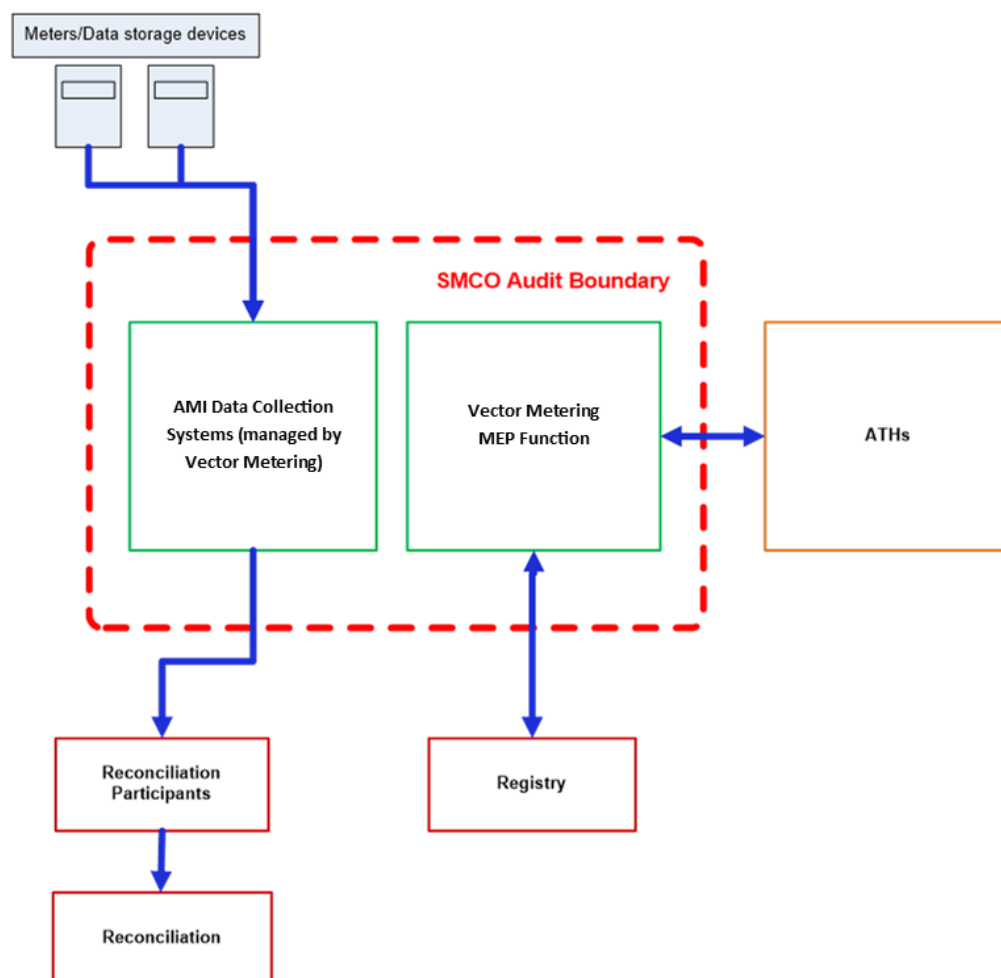 Meters/Data storage devices
SMCO Audit Boundary
AMI Data Collection
Systems (managed by
Vector Metering)
Vector Metering
MEP Function
ATHs
Reconciliation
Participants
Registry
Reconciliation